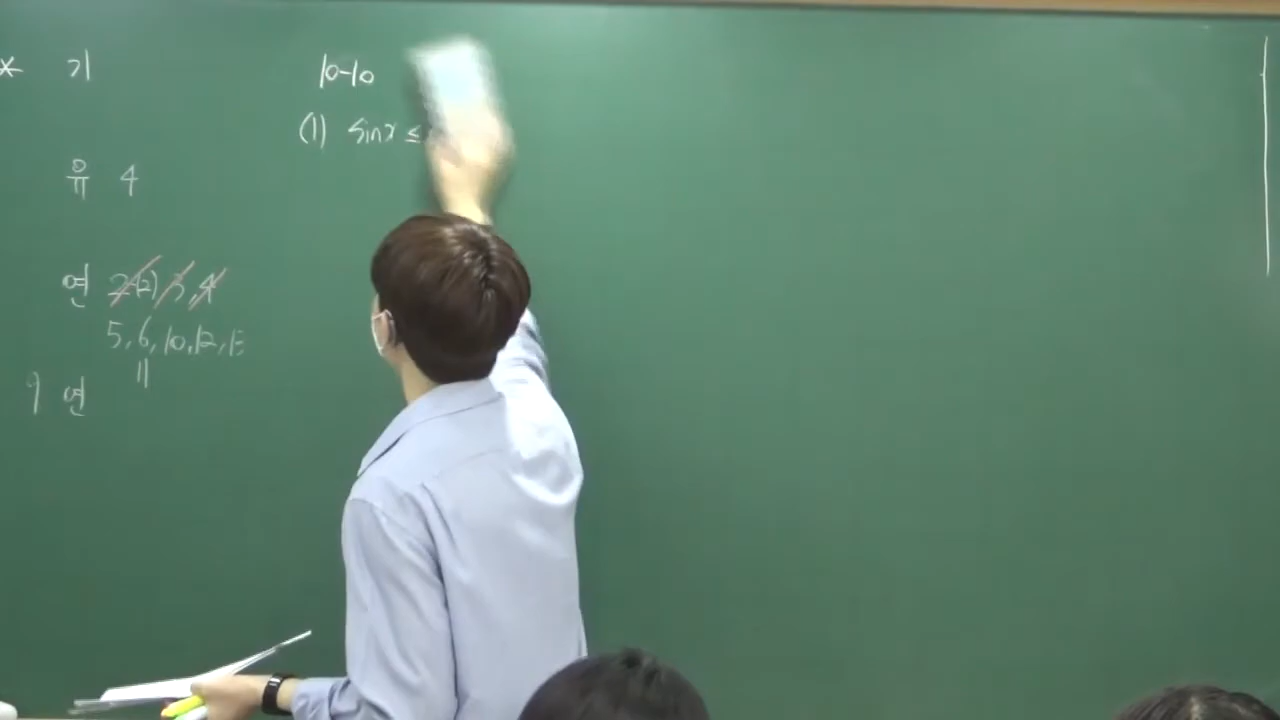 * 기
유 4
연 2(2), 3, 4
5, 6, 10, 12, 13
11
9 연
10-10
(1) sinx ≤